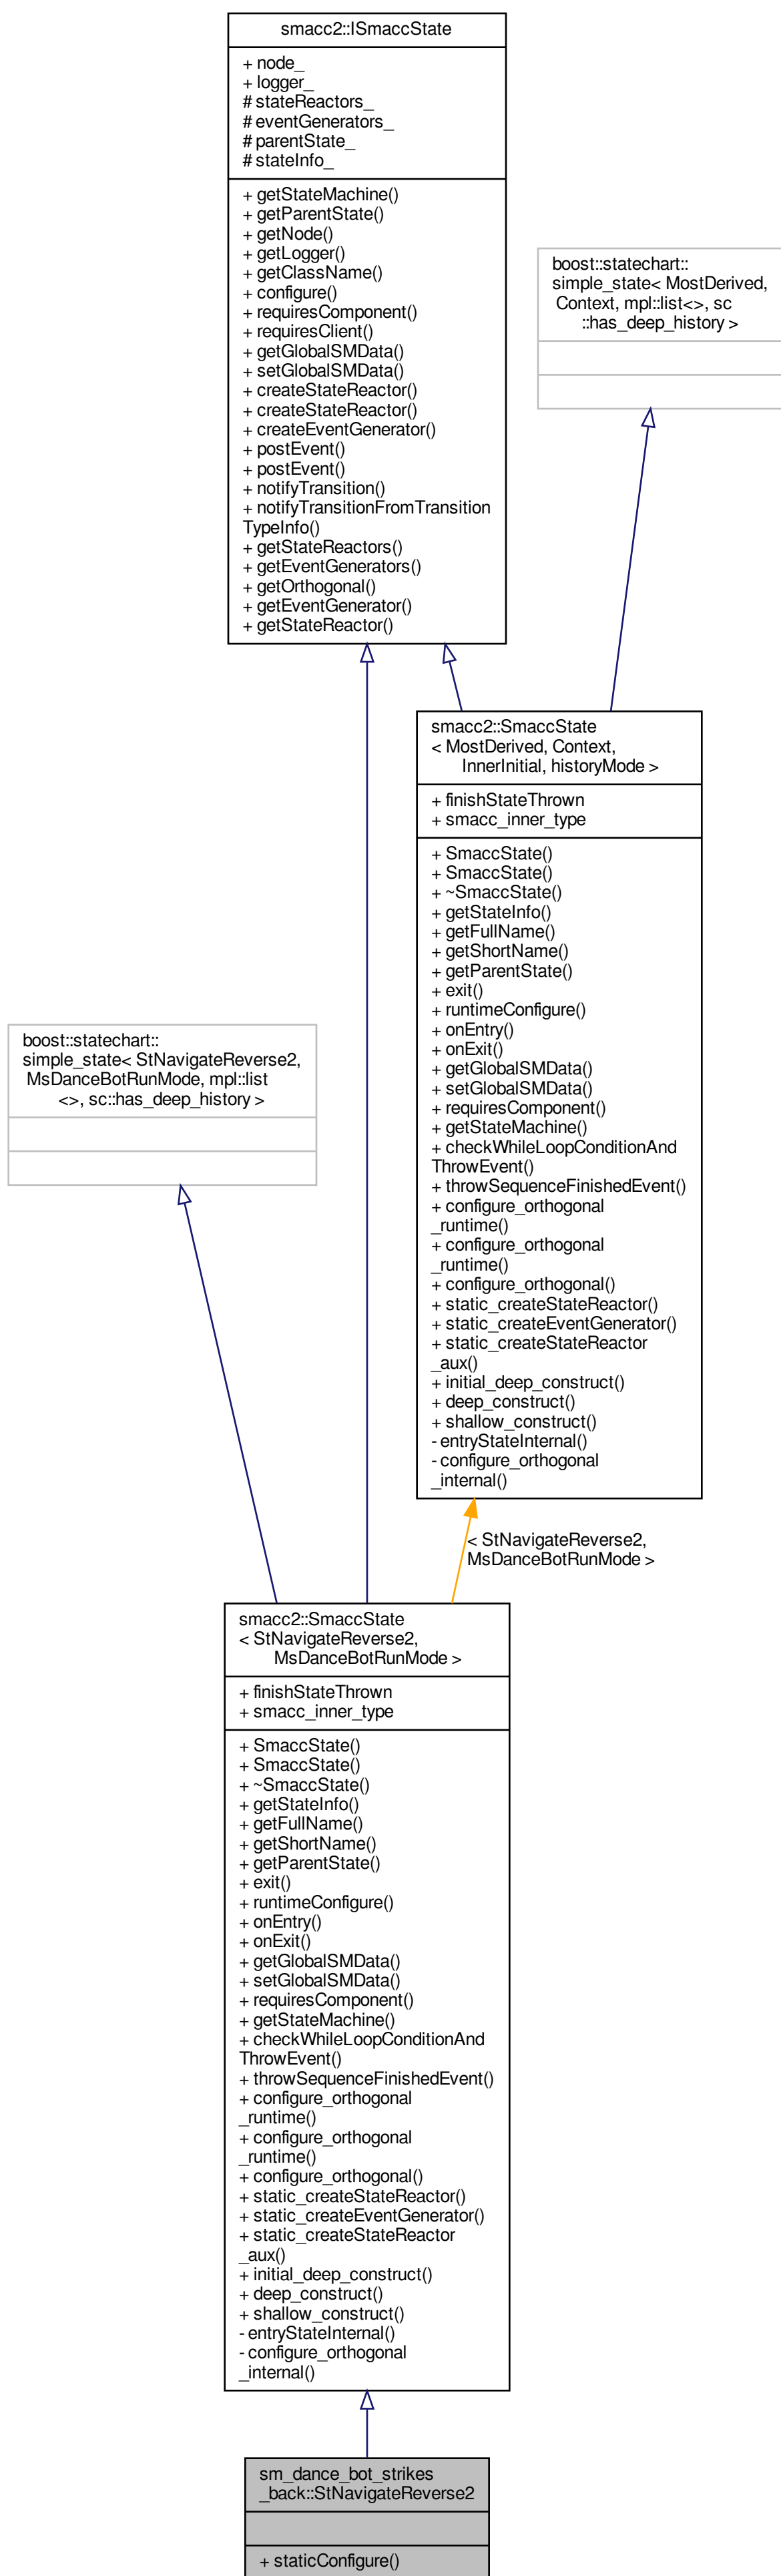 smacc2::ISmaccState
+ node_
+ logger_
# stateReactors_
# eventGenerators_
# parentState_
# stateInfo_
+ getStateMachine()
+ getParentState()
+ getNode()
+ getLogger()
+ getClassName()
+ configure()
+ requiresComponent()
+ requiresClient()
+ getGlobalSMData()
+ setGlobalSMData()
+ createStateReactor()
+ createStateReactor()
+ createEventGenerator()
+ postEvent()
+ postEvent()
+ notifyTransition()
+ notifyTransitionFromTransition
TypeInfo()
+ getStateReactors()
+ getEventGenerators()
+ getOrthogonal()
+ getEventGenerator()
+ getStateReactor()
boost::statechart::
simple_state< MostDerived,
Context, mpl::list<>, sc
::has_deep_history >
smacc2::SmaccState
< MostDerived, Context,
InnerInitial, historyMode >
+ finishStateThrown
+ smacc_inner_type
+ SmaccState()
+ SmaccState()
+ ~SmaccState()
+ getStateInfo()
+ getFullName()
+ getShortName()
+ getParentState()
+ exit()
+ runtimeConfigure()
+ onEntry()
+ onExit()
+ getGlobalSMData()
+ setGlobalSMData()
+ requiresComponent()
+ getStateMachine()
+ checkWhileLoopConditionAnd
ThrowEvent()
+ throwSequenceFinishedEvent()
+ configure_orthogonal
_runtime()
+ configure_orthogonal
_runtime()
+ configure_orthogonal()
+ static_createStateReactor()
+ static_createEventGenerator()
+ static_createStateReactor
_aux()
+ initial_deep_construct()
+ deep_construct()
+ shallow_construct()
- entryStateInternal()
- configure_orthogonal
_internal()
boost::statechart::
simple_state< StNavigateReverse2,
MsDanceBotRunMode, mpl::list
<>, sc::has_deep_history >
< StNavigateReverse2,
MsDanceBotRunMode >
smacc2::SmaccState
< StNavigateReverse2,
MsDanceBotRunMode >
+ finishStateThrown
+ smacc_inner_type
+ SmaccState()
+ SmaccState()
+ ~SmaccState()
+ getStateInfo()
+ getFullName()
+ getShortName()
+ getParentState()
+ exit()
+ runtimeConfigure()
+ onEntry()
+ onExit()
+ getGlobalSMData()
+ setGlobalSMData()
+ requiresComponent()
+ getStateMachine()
+ checkWhileLoopConditionAnd
ThrowEvent()
+ throwSequenceFinishedEvent()
+ configure_orthogonal
_runtime()
+ configure_orthogonal
_runtime()
+ configure_orthogonal()
+ static_createStateReactor()
+ static_createEventGenerator()
+ static_createStateReactor
_aux()
+ initial_deep_construct()
+ deep_construct()
+ shallow_construct()
- entryStateInternal()
- configure_orthogonal
_internal()
sm_dance_bot_strikes
_back::StNavigateReverse2
+ staticConfigure()